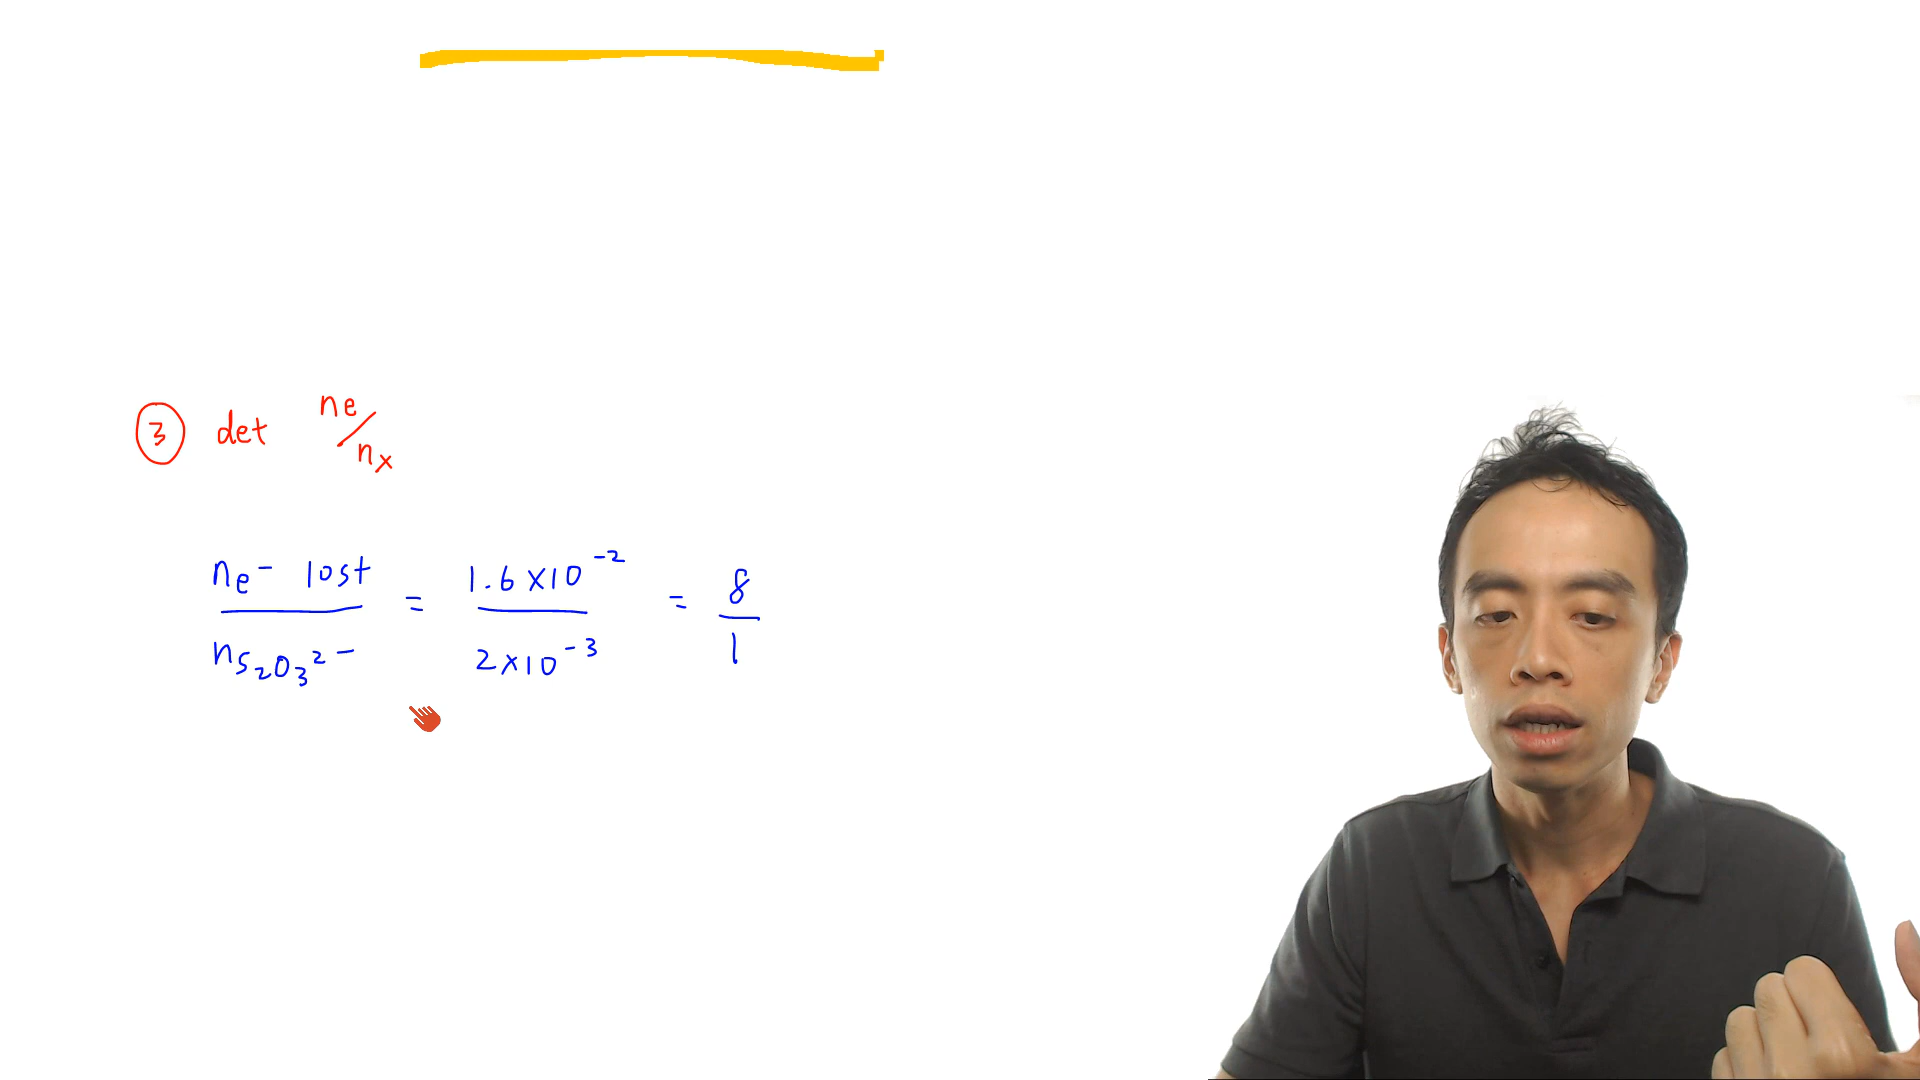 3 det ne/nx
ne⁻ lost / nS₂O₃²⁻ = 1.6×10⁻² / 2×10⁻³ = 8/1